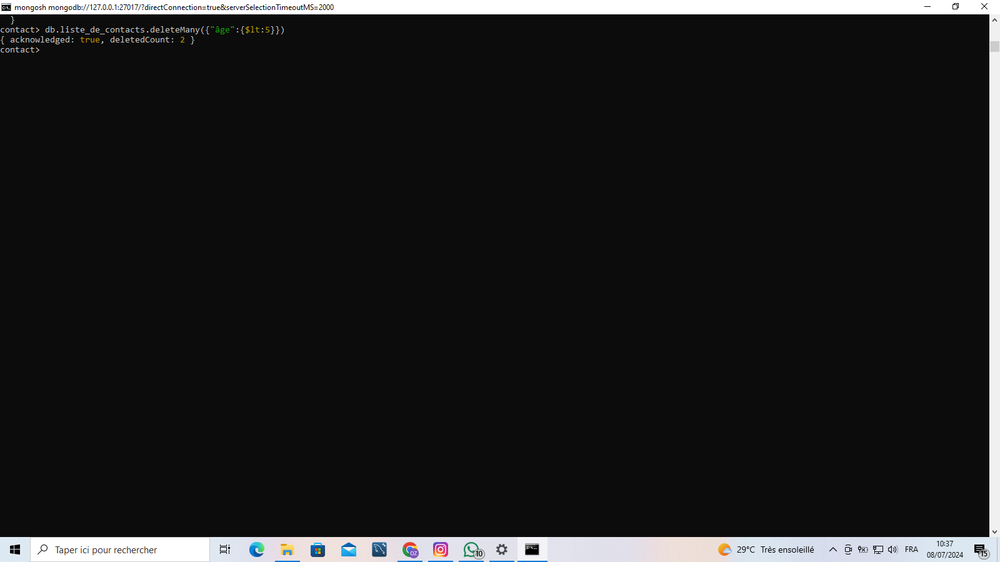 mongosh mongodb://127.0.0.1:27017/?directConnection=true&serverSelectionTimeoutMS=2000
}
contact> db.liste_de_contacts.deleteMany({"âge":{$lt:5}})
{ acknowledged: true, deletedCount: 2 }
contact>
Taper ici pour rechercher
OZ
10
29°C Très ensoleillé
FRA
10:37
08/07/2024
15